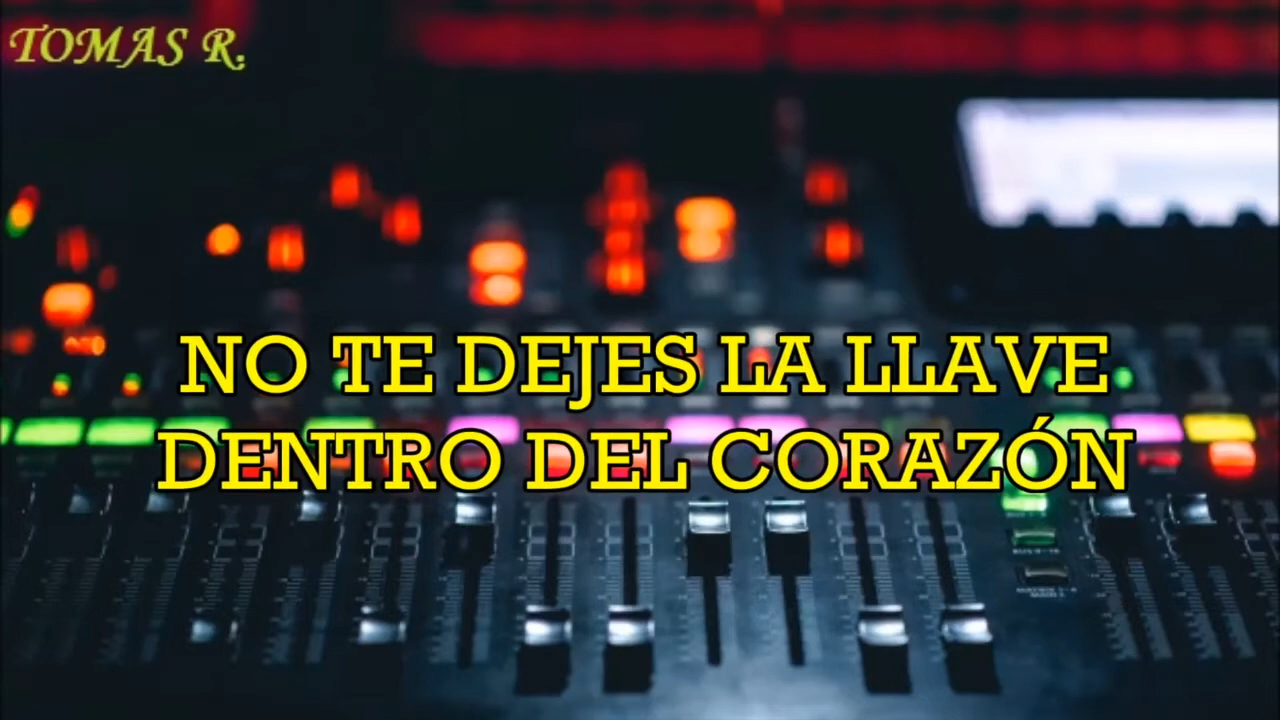 TOMAS R.
NO TE DEJES LA LLAVE
DENTRO DEL CORAZÓN